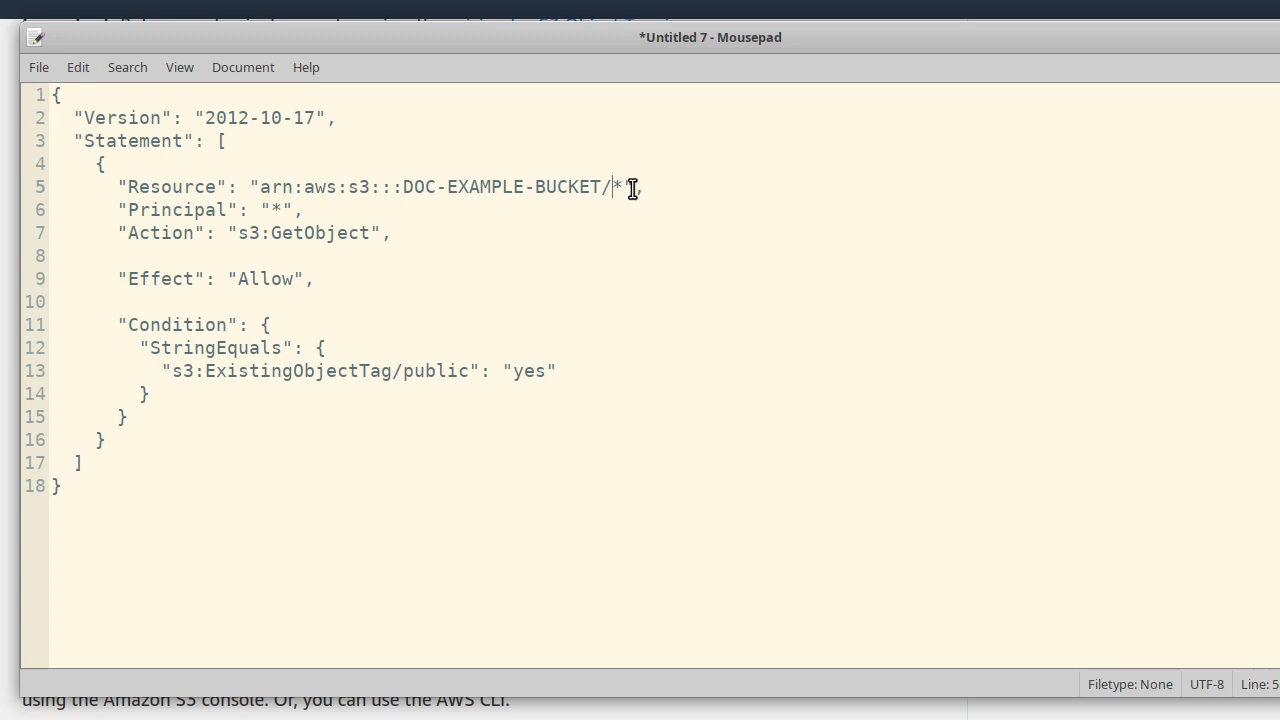 *Untitled 7 - Mousepad
File Edit Search View Document Help
1 {
2 "Version": "2012-10-17",
3 "Statement": [
4 {
5 "Resource": "arn:aws:s3:::DOC-EXAMPLE-BUCKET/*",
6 "Principal": "*",
7 "Action": "s3:GetObject",
8
9 "Effect": "Allow",
10
11 "Condition": {
12 "StringEquals": {
13 "s3:ExistingObjectTag/public": "yes"
14 }
15 }
16 }
17 ]
18 }
Filetype: None UTF-8 Line: 5
using the Amazon S3 console. Or, you can use the AWS CLI.